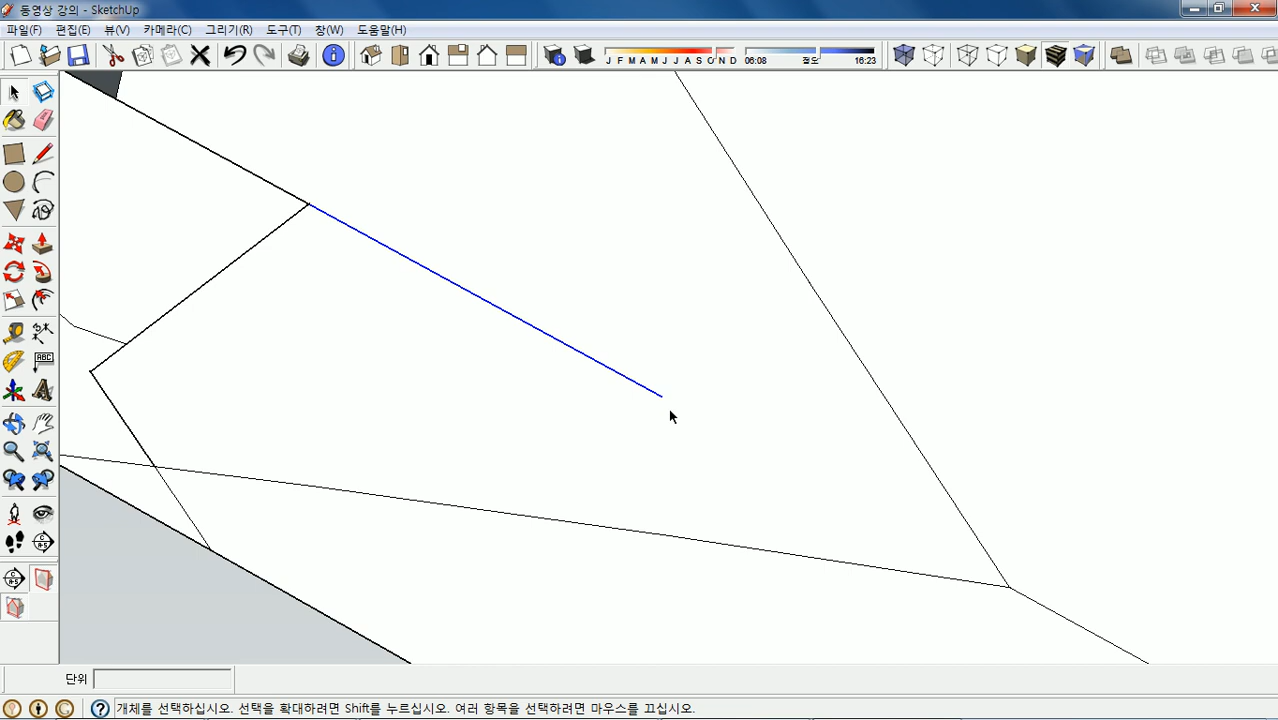 동영상 강의 - SketchUp
파일(F) 편집(E) 뷰(V) 카메라(C) 그리기(R) 도구(T) 창(W) 도움말(H)
J F M A M J J A S O N D 06:08 정오 16:23
ABC
단위
개체를 선택하십시오. 선택을 확대하려면 Shift를 누르십시오. 여러 항목을 선택하려면 마우스를 끄십시오.